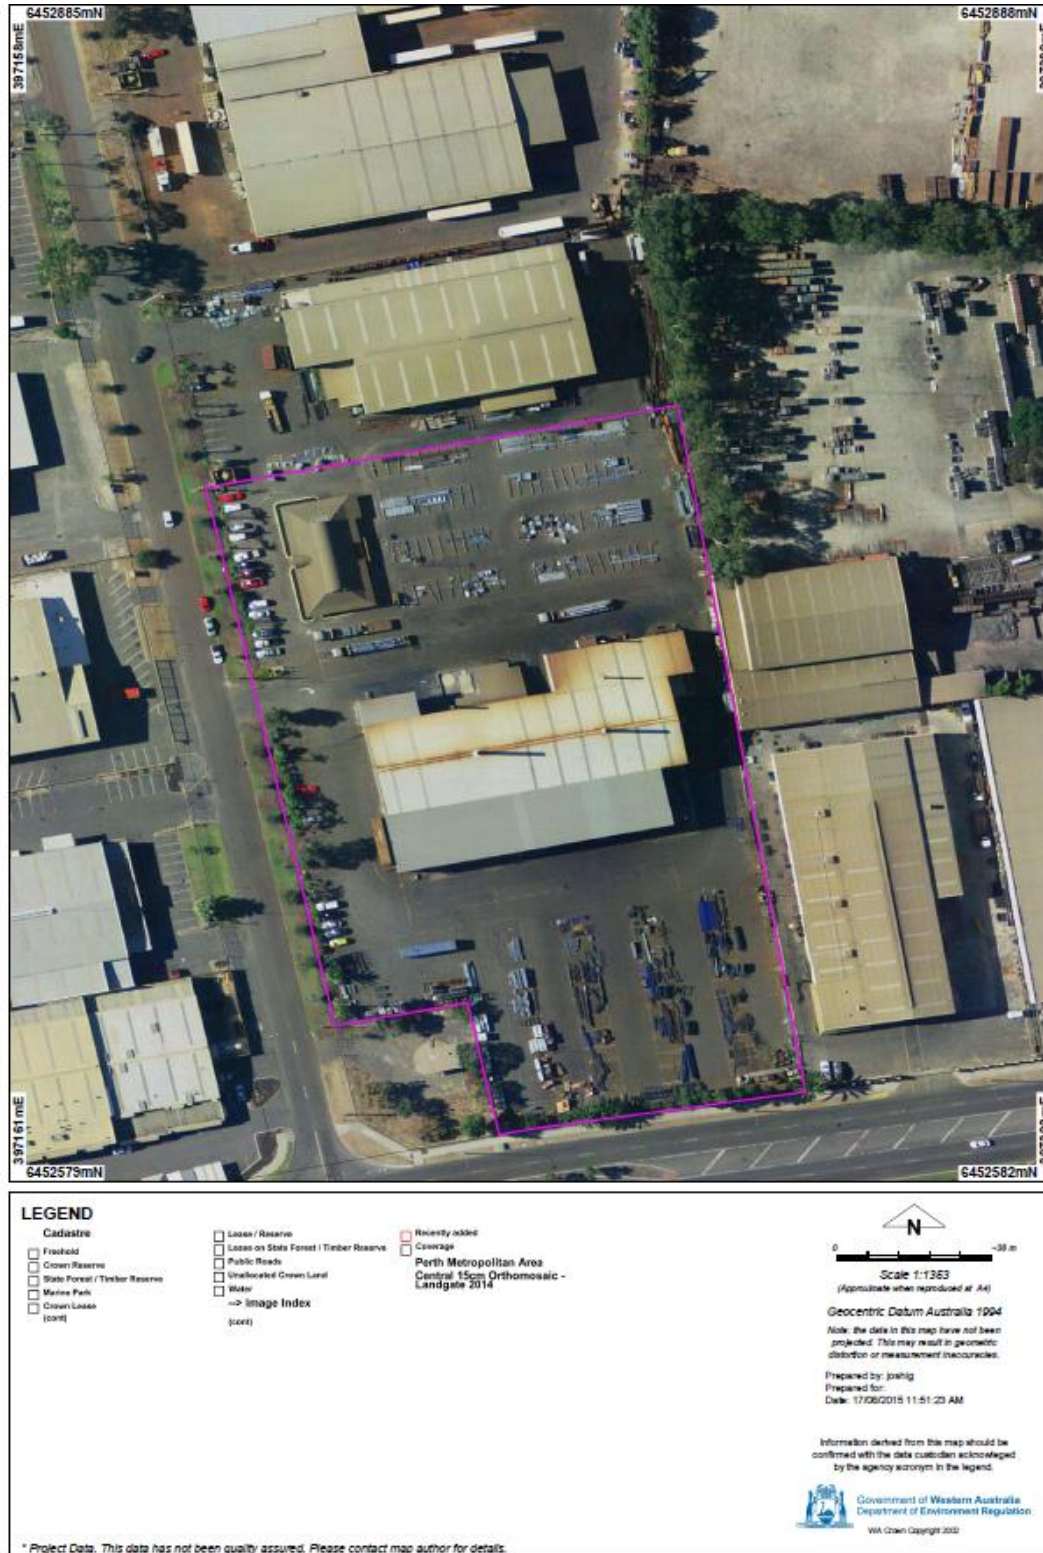 6452885mN
6452888mN
397158mE
397161mE
6452579mN
6452582mN
LEGEND
Cadastre
Freehold
Crown Reserve
State Forest / Timber Reserve
Marine Park
Crown Lease
(cont)
Lease / Reserve
Lease on State Forest / Timber Reserve
Public Roads
Unallocated Crown Land
Water
--> Image Index
(cont)
Recently added
Coverage
Perth Metropolitan Area
Central 15cm Orthomosaic -
Landgate 2014
N
0 ~38 m
Scale 1:1363
(Approximate when reproduced at A4)
Geocentric Datum Australia 1994
Note: the data in this map have not been
projected. This may result in geometric
distortion or measurement inaccuracies.
Prepared by: joshig
Prepared for:
Date: 17/06/2015 11:51:23 AM
Information derived from this map should be
confirmed with the data custodian acknowleged
by the agency acronym in the legend.
Government of Western Australia
Department of Environment Regulation
WA Crown Copyright 2002
* Project Data. This data has not been quality assured. Please contact map author for details.